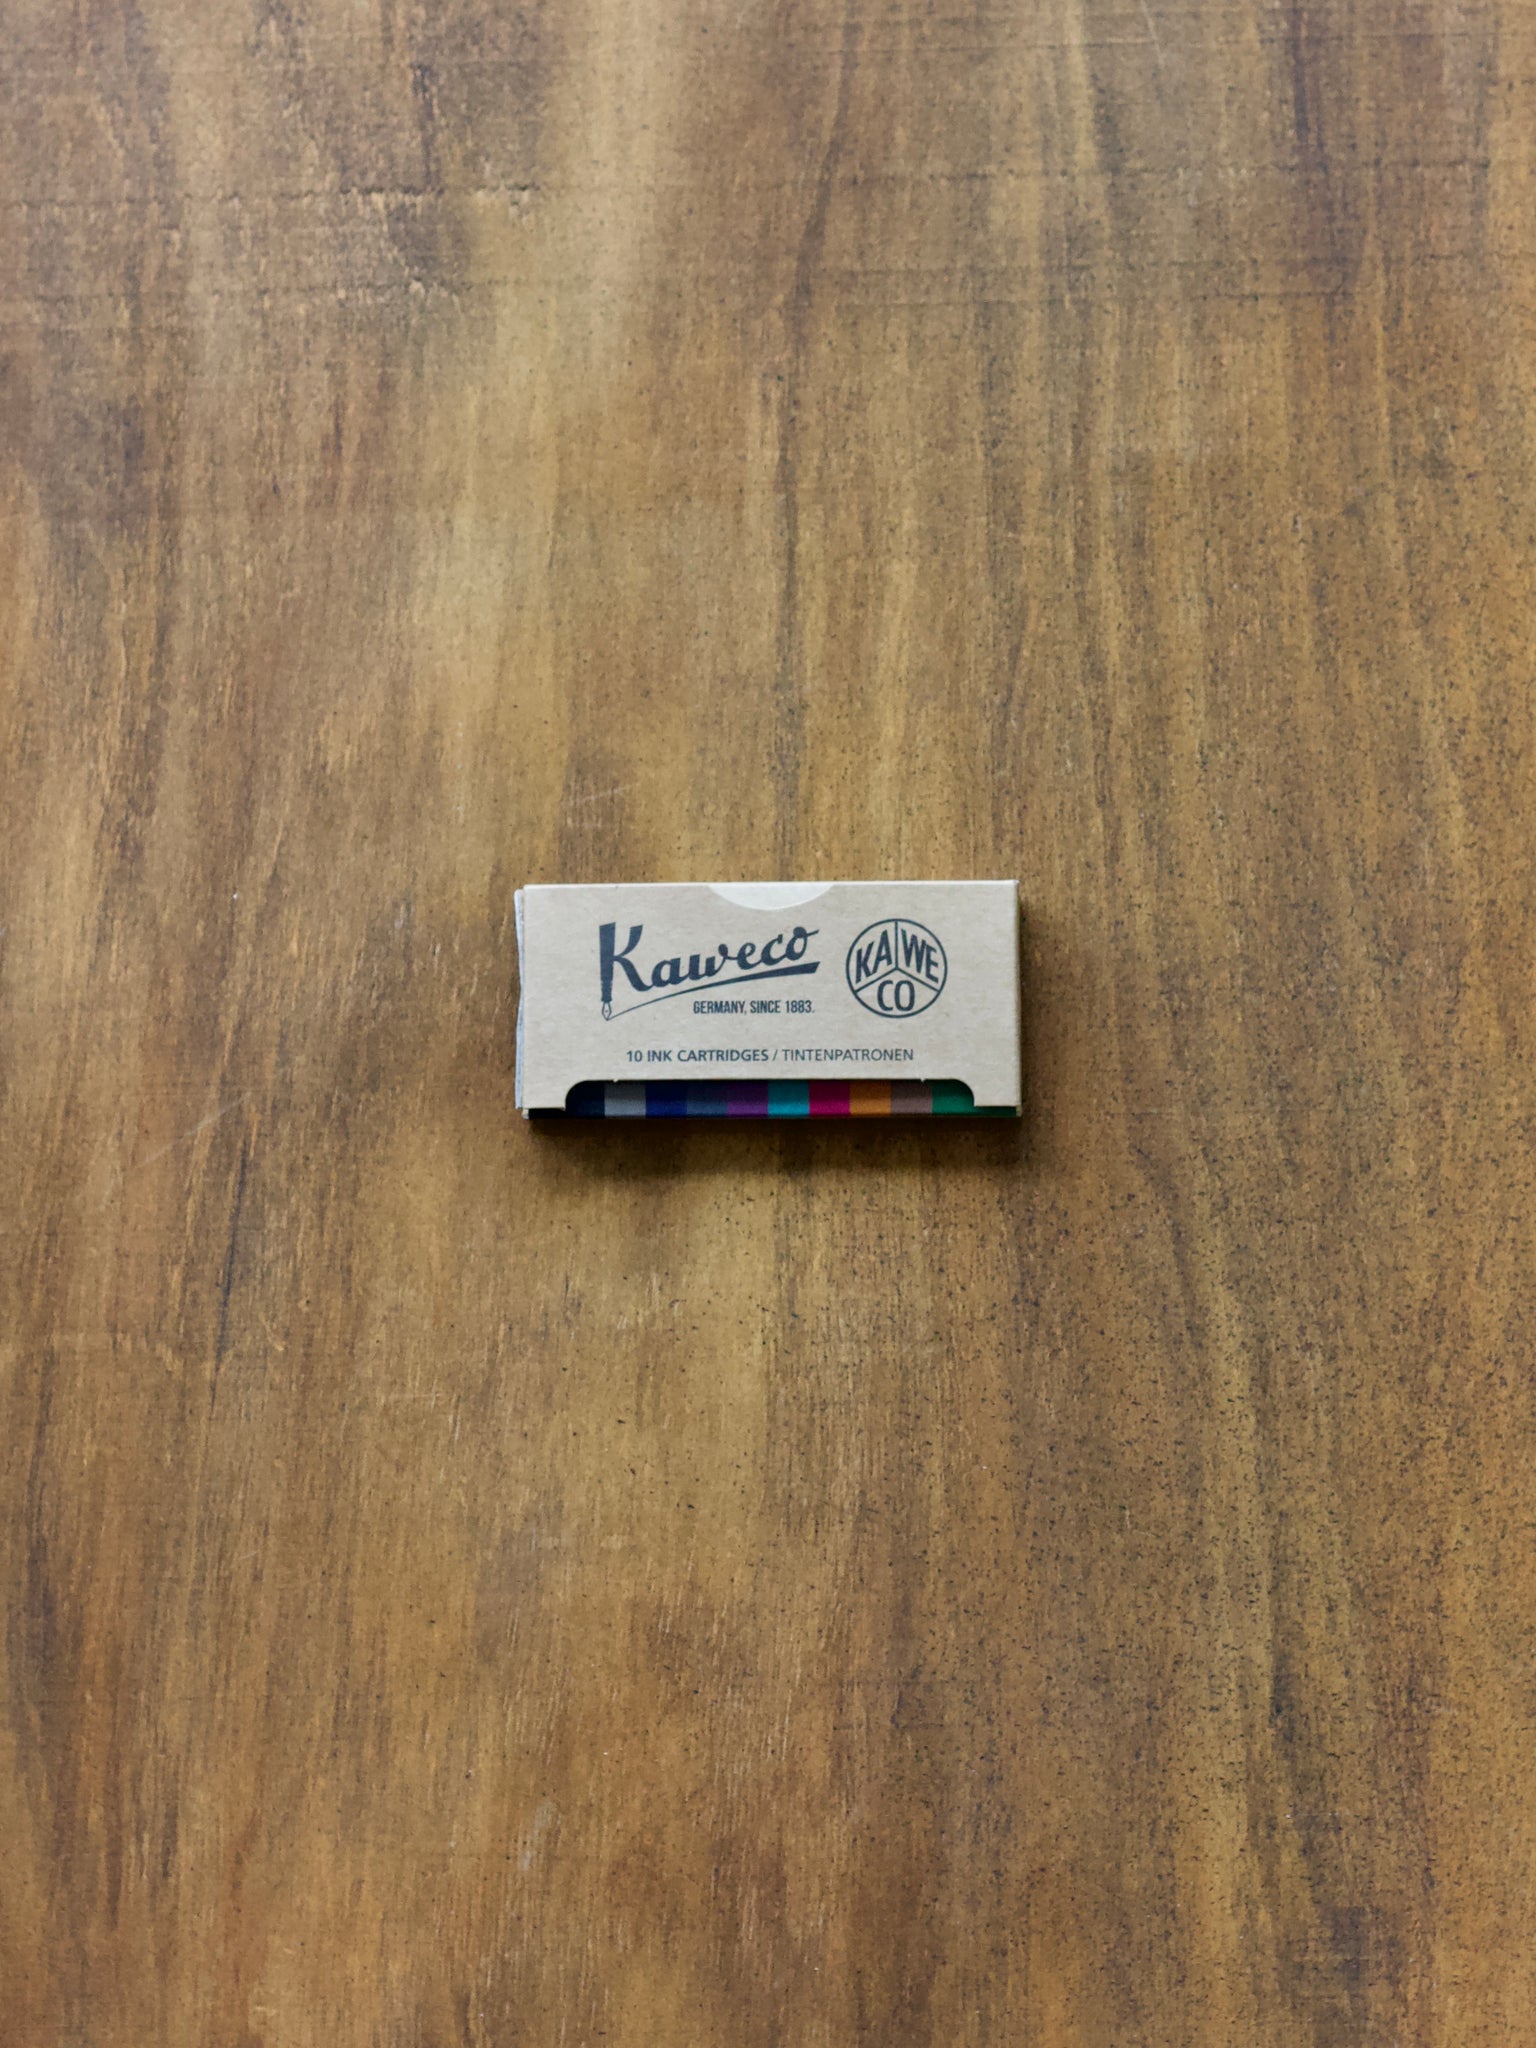 Kaweco
GERMANY, SINCE 1883.
KA WE
CO
10 INK CARTRIDGES / TINTENPATRONEN